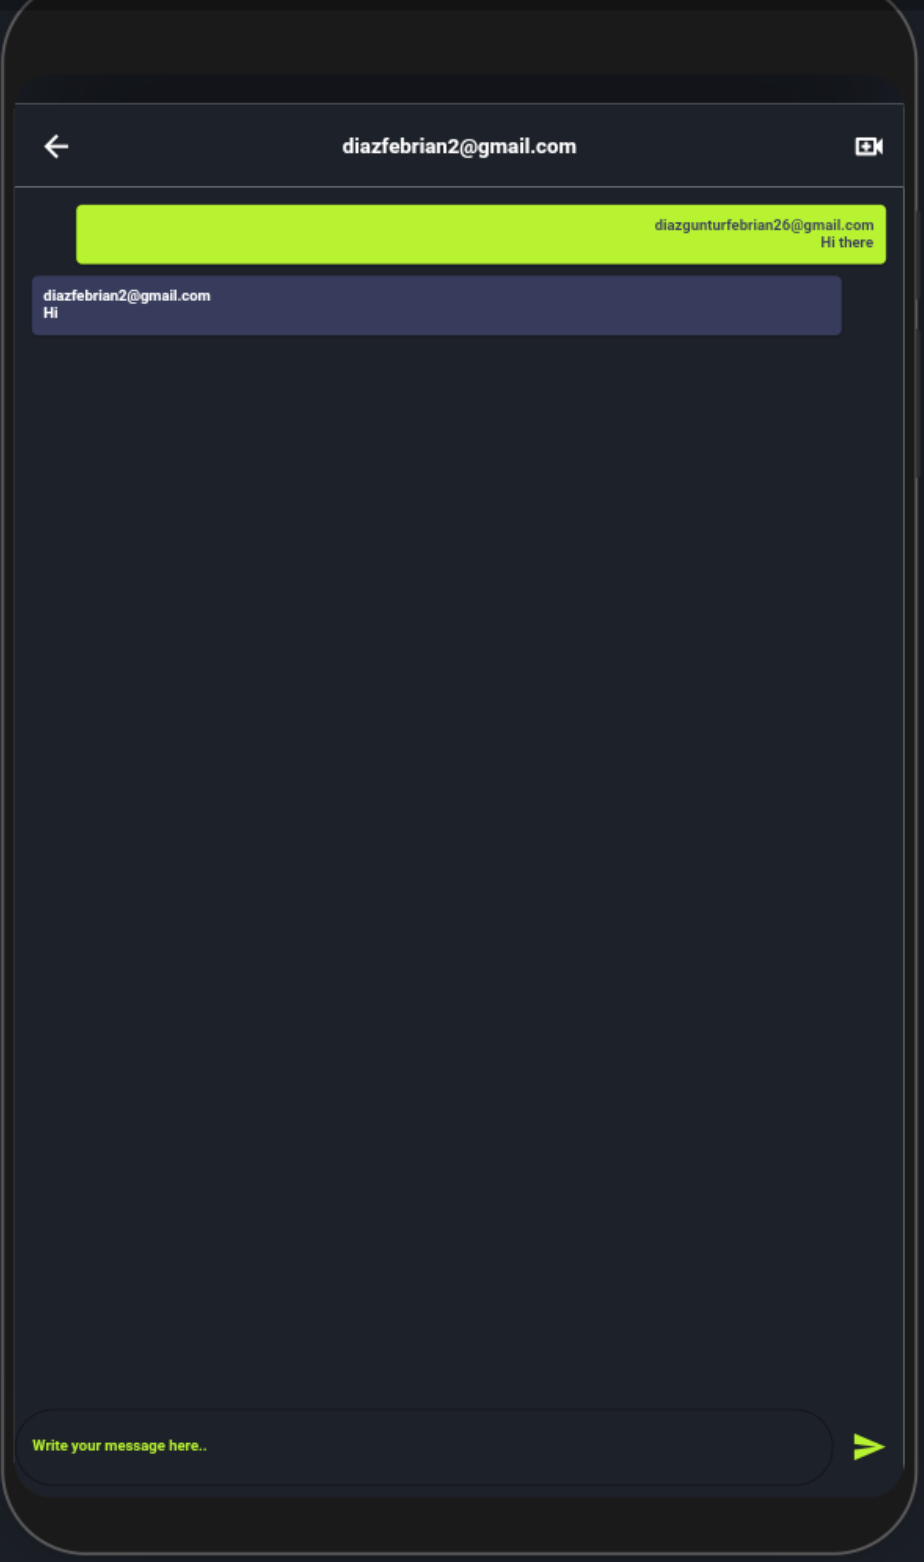 diazfebrian2@gmail.com
diazgunturfebrian26@gmail.com
Hi there
diazfebrian2@gmail.com
Hi
Write your message here..